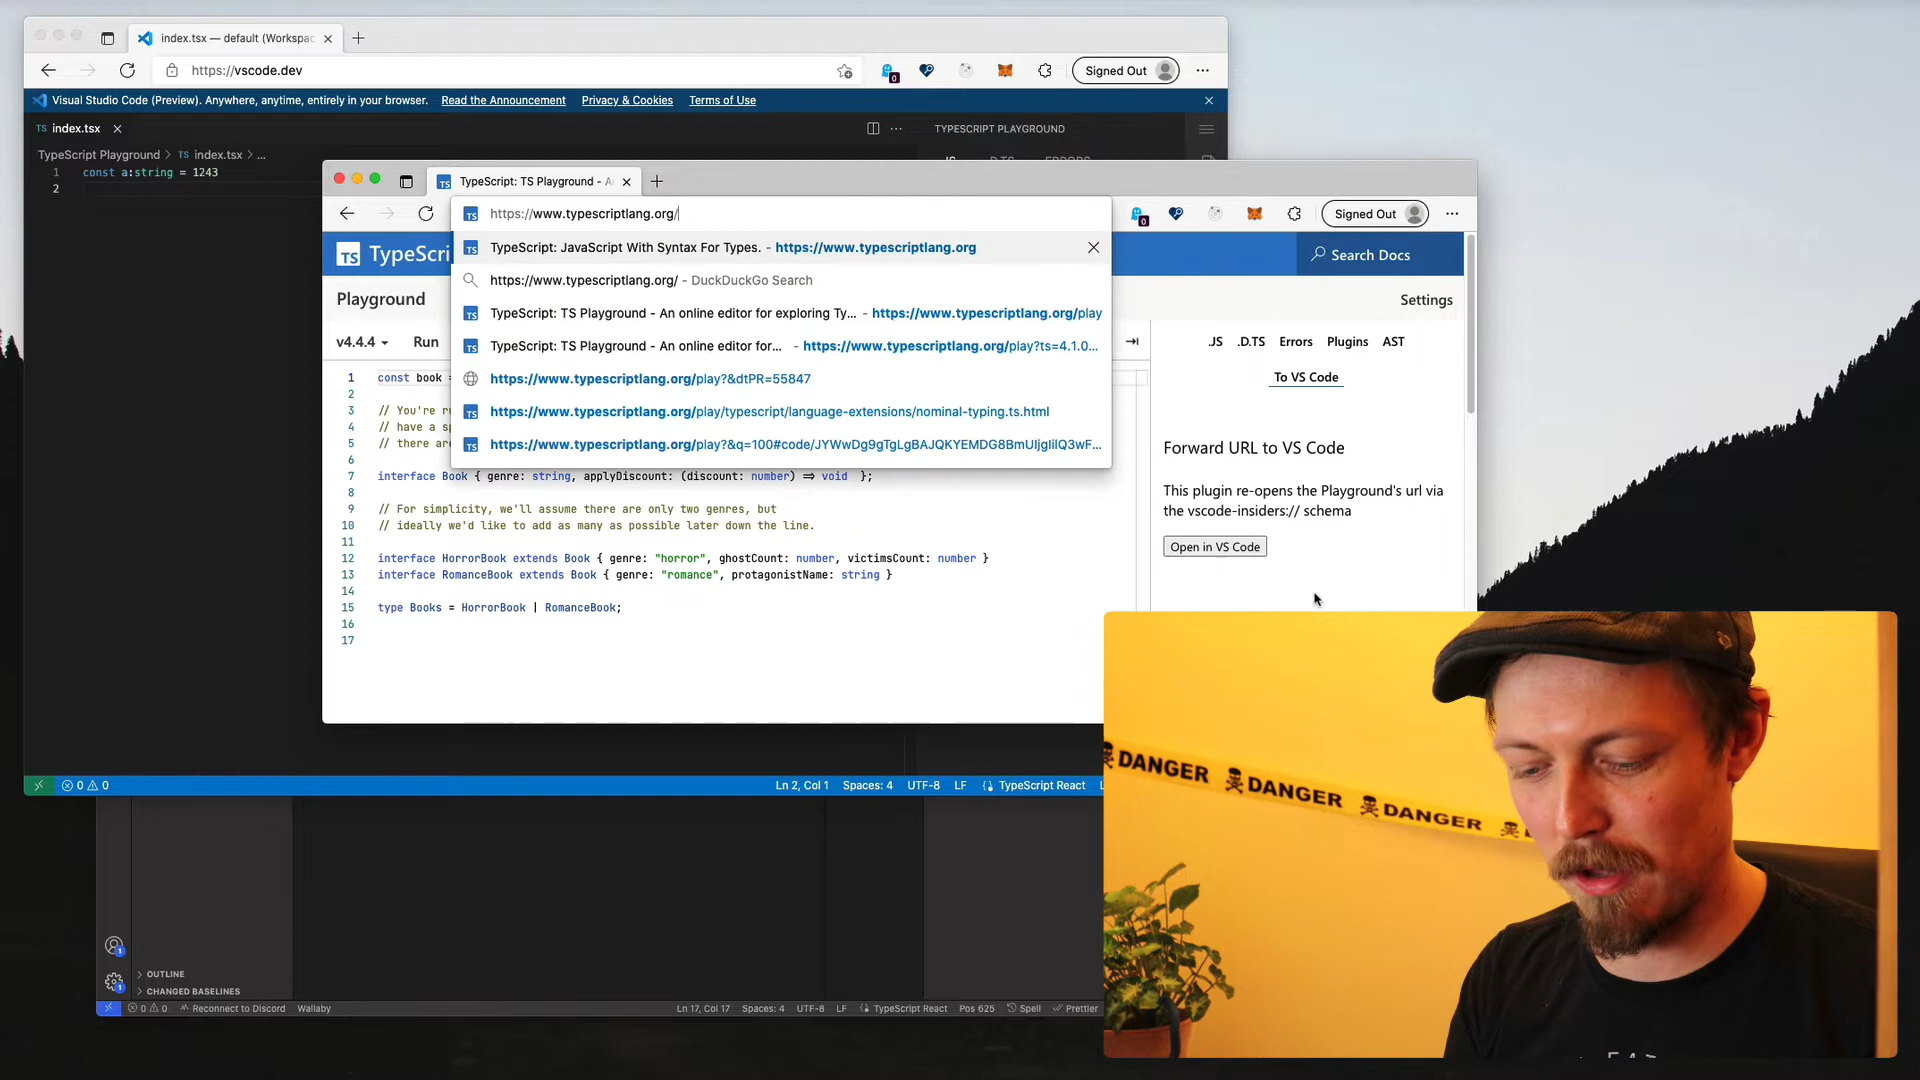 index.tsx — default (Workspac
https://vscode.dev
Signed Out
Visual Studio Code (Preview). Anywhere, anytime, entirely in your browser. Read the Announcement Privacy & Consents Terms of Use
TS index.tsx
TYPESCRIPT PLAYGROUND
TypeScript Playground > TS index.tsx > ...
JS D.TS ERRORS
1 const a:string = 1243
2
TypeScript: TS Playground - A
https://www.typescriptlang.org/
Signed Out
TypeScript: JavaScript With Syntax For Types. - https://www.typescriptlang.org
TS TypeScri
Search Docs
https://www.typescriptlang.org/ - DuckDuckGo Search
Playground
Settings
TypeScript: TS Playground - An online editor for exploring Ty... - https://www.typescriptlang.org/play
v4.4.4 Run
TypeScript: TS Playground - An online editor for... - https://www.typescriptlang.org/play?ts=4.1.0...
.JS .D.TS Errors Plugins AST
https://www.typescriptlang.org/play?&dtPR=55847
To VS Code
1 const book =
2
https://www.typescriptlang.org/play/typescript/language-extensions/nominal-typing.ts.html
3 // You're r
4 // have a sp
https://www.typescriptlang.org/play?&q=100#code/JYWwDg9gTgLgBAJQKYEMDG8BmUIjgIilQ3wF...
5 // there ar
6
7 interface Book { genre: string, applyDiscount: (discount: number) => void };
8
9 // For simplicity, we'll assume there are only two genres, but
10 // ideally we'd like to add as many as possible later down the line.
11
12 interface HorrorBook extends Book { genre: "horror", ghostCount: number, victimsCount: number }
13 interface RomanceBook extends Book { genre: "romance", protagonistName: string }
14
15 type Books = HorrorBook | RomanceBook;
16
17
Forward URL to VS Code
This plugin re-opens the Playground's url via
the vscode-insiders:// schema
Open in VS Code
DANGER DANGER DANGER
0 0 Ln 2, Col 1 Spaces: 4 UTF-8 LF TypeScript React
OUTLINE
CHANGED BASELINES
0 0 Reconnect to Discord Wallaby Ln 17, Col 17 Spaces: 4 UTF-8 LF TypeScript React Pos 625 Spell Prettier